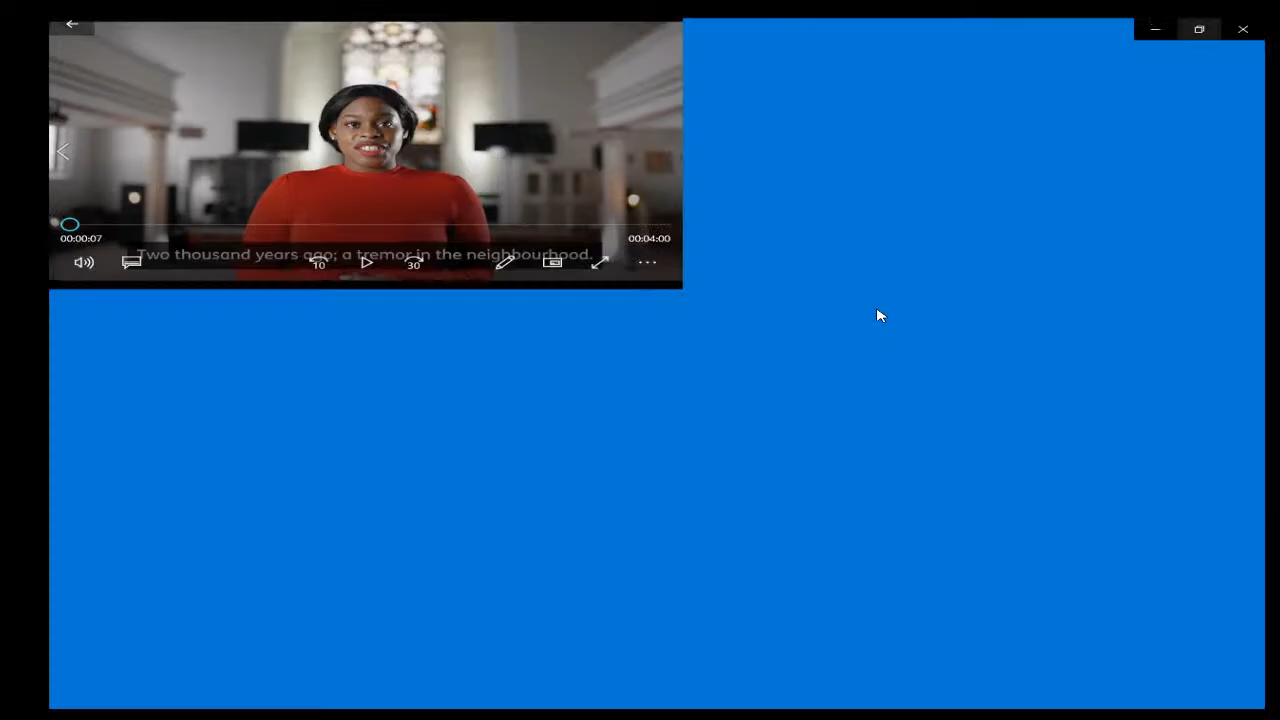 00:00:07
00:04:00
Two thousand years ago; a tremor in the neighbourhood.
10
30